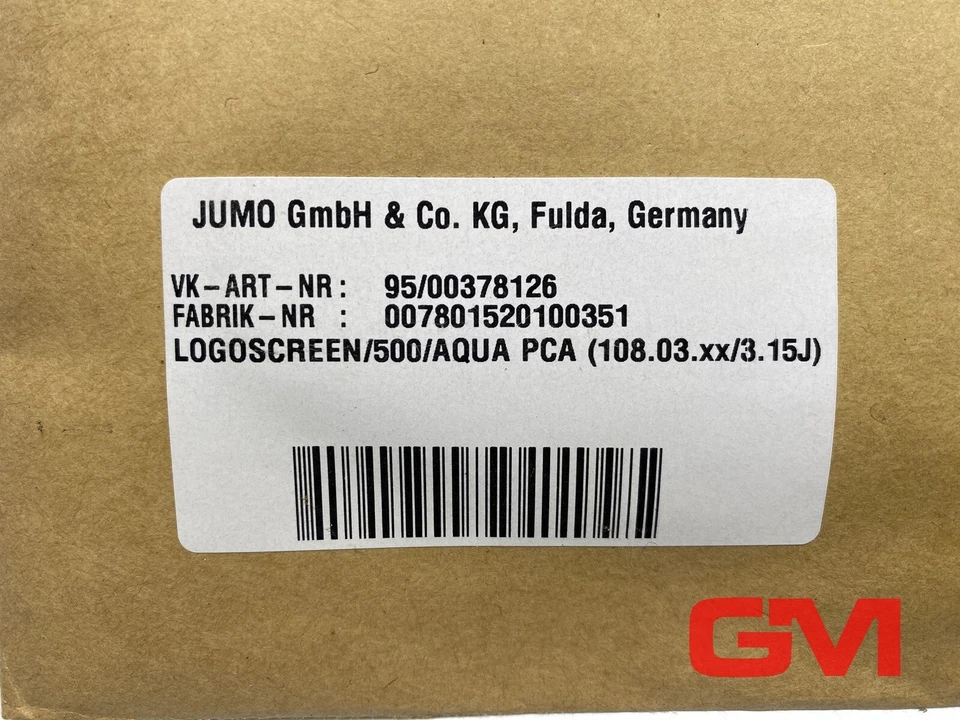 JUMO GmbH & Co. KG, Fulda, Germany
VK-ART-NR: 95/00378126
FABRIK-NR : 007801520100351
LOGOSCREEN/500/AQUA PCA (108.03.xx/3.15J)
GM